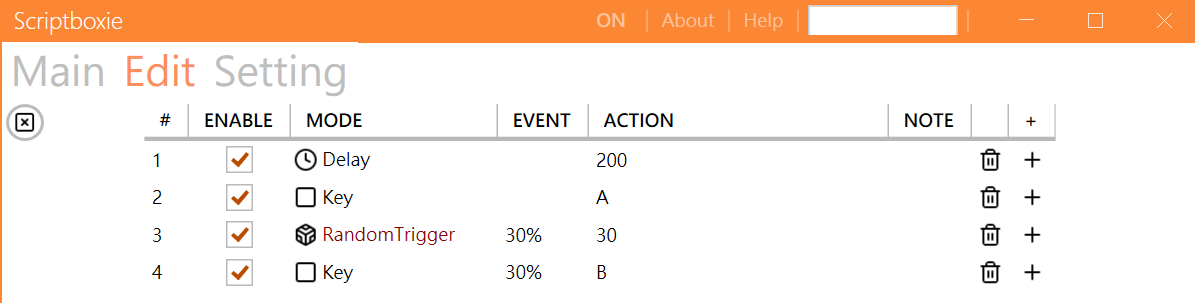 Scriptboxie ON About Help
Main Edit Setting
# ENABLE MODE EVENT ACTION NOTE +
1 Delay 200
2 Key A
3 RandomTrigger 30% 30
4 Key 30% B